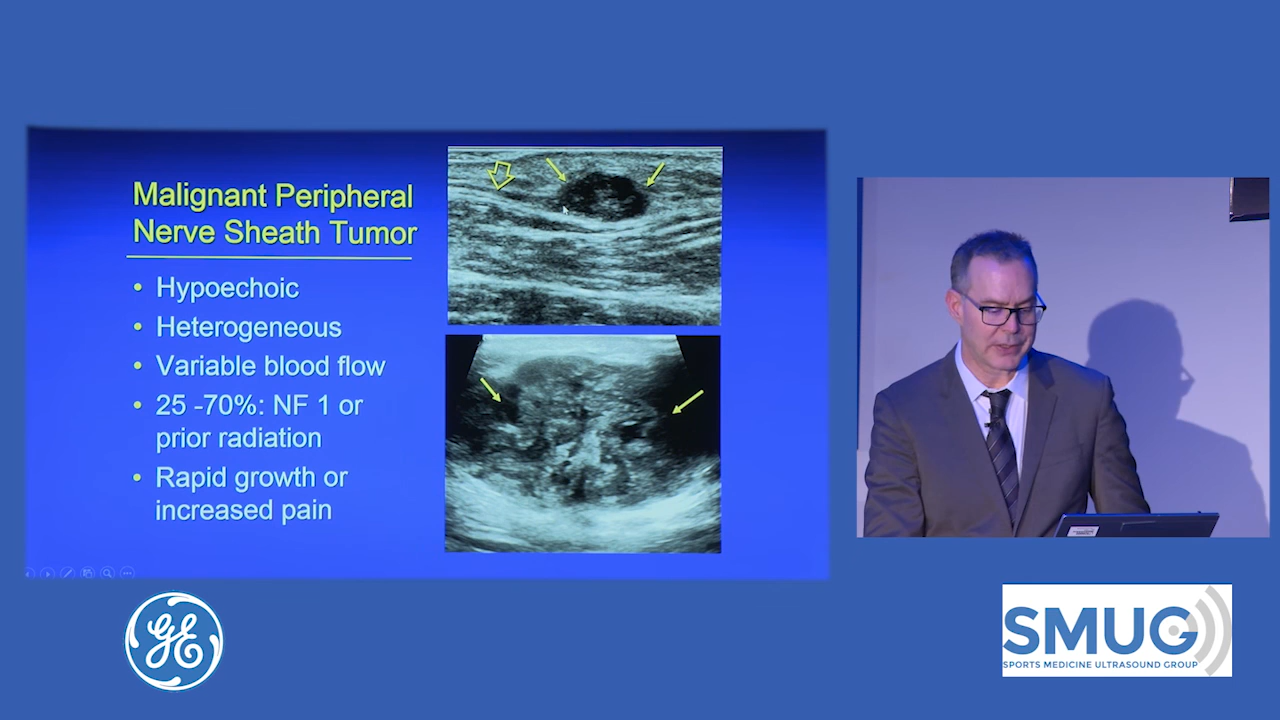 Malignant Peripheral
Nerve Sheath Tumor
• Hypoechoic
• Heterogeneous
• Variable blood flow
• 25 -70%: NF 1 or
prior radiation
• Rapid growth or
increased pain
GE
SMUG
SPORTS MEDICINE ULTRASOUND GROUP